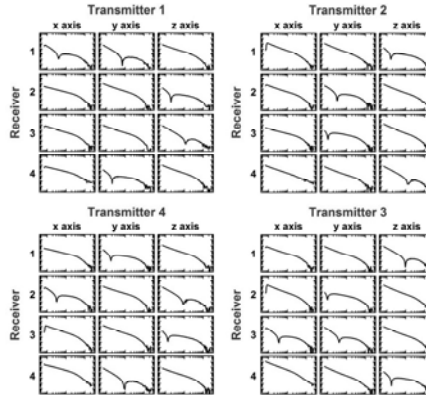 Transmitter 1
x axis y axis z axis
Receiver
1
2
3
4
Transmitter 2
x axis y axis z axis
Receiver
1
2
3
4
Transmitter 4
x axis y axis z axis
Receiver
1
2
3
4
Transmitter 3
x axis y axis z axis
Receiver
1
2
3
4